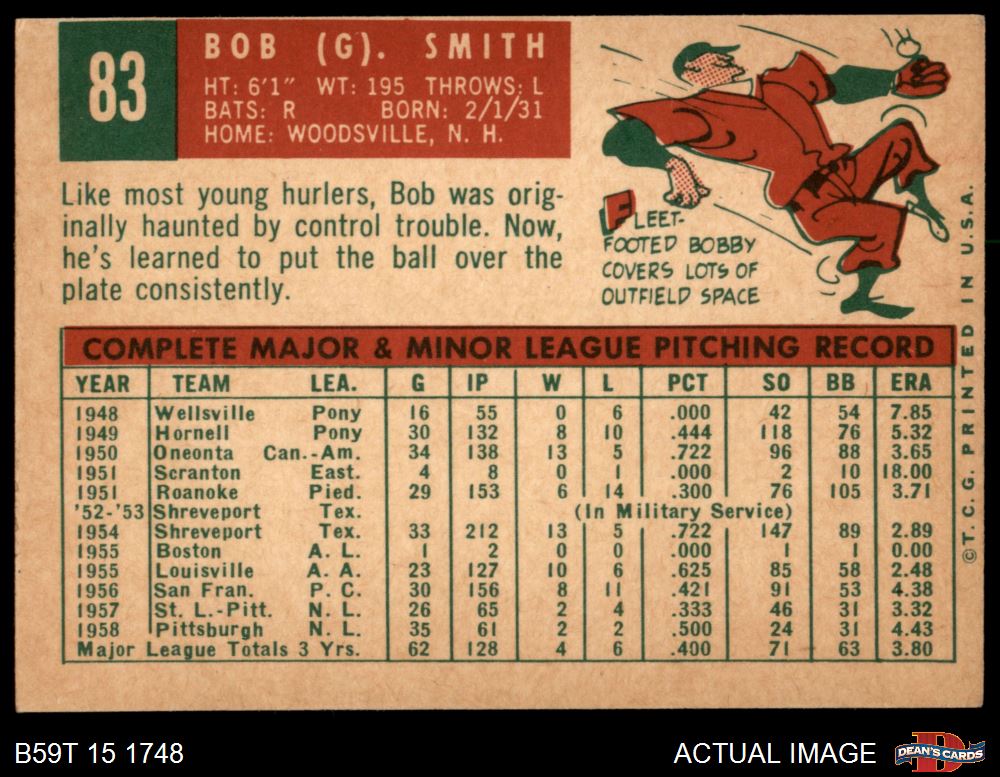 83
BOB (G). SMITH
HT: 6'1" WT: 195 THROWS: L
BATS: R BORN: 2/1/31
HOME: WOODSVILLE, N. H.
Like most young hurlers, Bob was orig-
inally haunted by control trouble. Now,
he's learned to put the ball over the
plate consistently.
FLEET-
FOOTED BOBBY
COVERS LOTS OF
OUTFIELD SPACE
COMPLETE MAJOR & MINOR LEAGUE PITCHING RECORD
YEAR TEAM LEA. G IP W L PCT SO BB ERA
1948 Wellsville Pony 16 55 0 6 .000 42 54 7.85
1949 Hornell Pony 30 132 8 10 .444 118 76 5.32
1950 Oneonta Can.-Am. 34 138 13 5 .722 96 88 3.65
1951 Scranton East. 4 8 0 1 .000 2 10 18.00
1951 Roanoke Pied. 29 153 6 14 .300 76 105 3.71
'52-'53 Shreveport Tex. (In Military Service)
1954 Shreveport Tex. 33 212 13 5 .722 147 89 2.89
1955 Boston A. L. 1 2 0 0 .000 1 1 0.00
1955 Louisville A. A. 23 127 10 6 .625 85 58 2.48
1956 San Fran. P. C. 30 156 8 11 .421 91 53 4.38
1957 St. L.-Pitt. N. L. 26 65 2 4 .333 46 31 3.32
1958 Pittsburgh N. L. 35 61 2 2 .500 24 31 4.43
Major League Totals 3 Yrs. 62 128 4 6 .400 71 63 3.80
©T. C. G. PRINTED IN U.S.A.
B59T 15 1748
ACTUAL IMAGE
DEAN'S CARDS